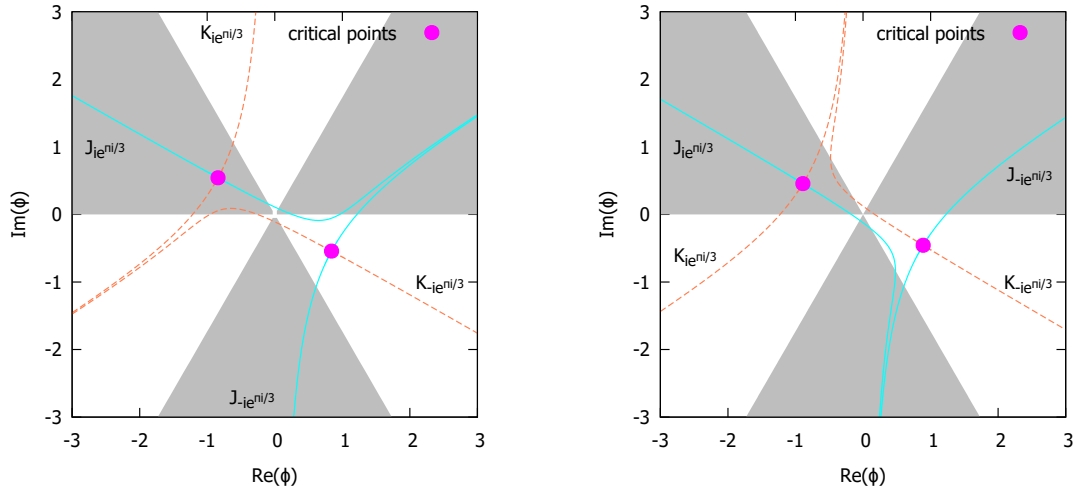 K_ie^πi/3
critical points
3
2
1
0
-1
-2
-3
J_ie^πi/3
K_-ie^πi/3
J_-ie^πi/3
Im(ϕ)
-3
-2
-1
0
1
2
3
Re(ϕ)
critical points
3
2
1
0
-1
-2
-3
J_ie^πi/3
J_-ie^πi/3
K_ie^πi/3
K_-ie^πi/3
Im(ϕ)
-3
-2
-1
0
1
2
3
Re(ϕ)